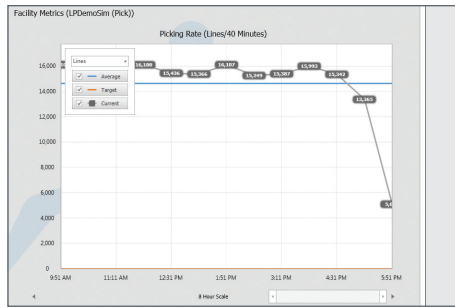 Facility Metrics (LPDemoSim (Pick))
Picking Rate (Lines/40 Minutes)
Lines
Average
Target
Current
16,100
15,436
15,366
16,107
15,249
15,387
15,993
15,342
13,365
16,000
14,000
12,000
10,000
8,000
6,000
4,000
2,000
0
9:51 AM
11:11 AM
12:31 PM
1:51 PM
3:11 PM
4:31 PM
5:51 PM
8 Hour Scale